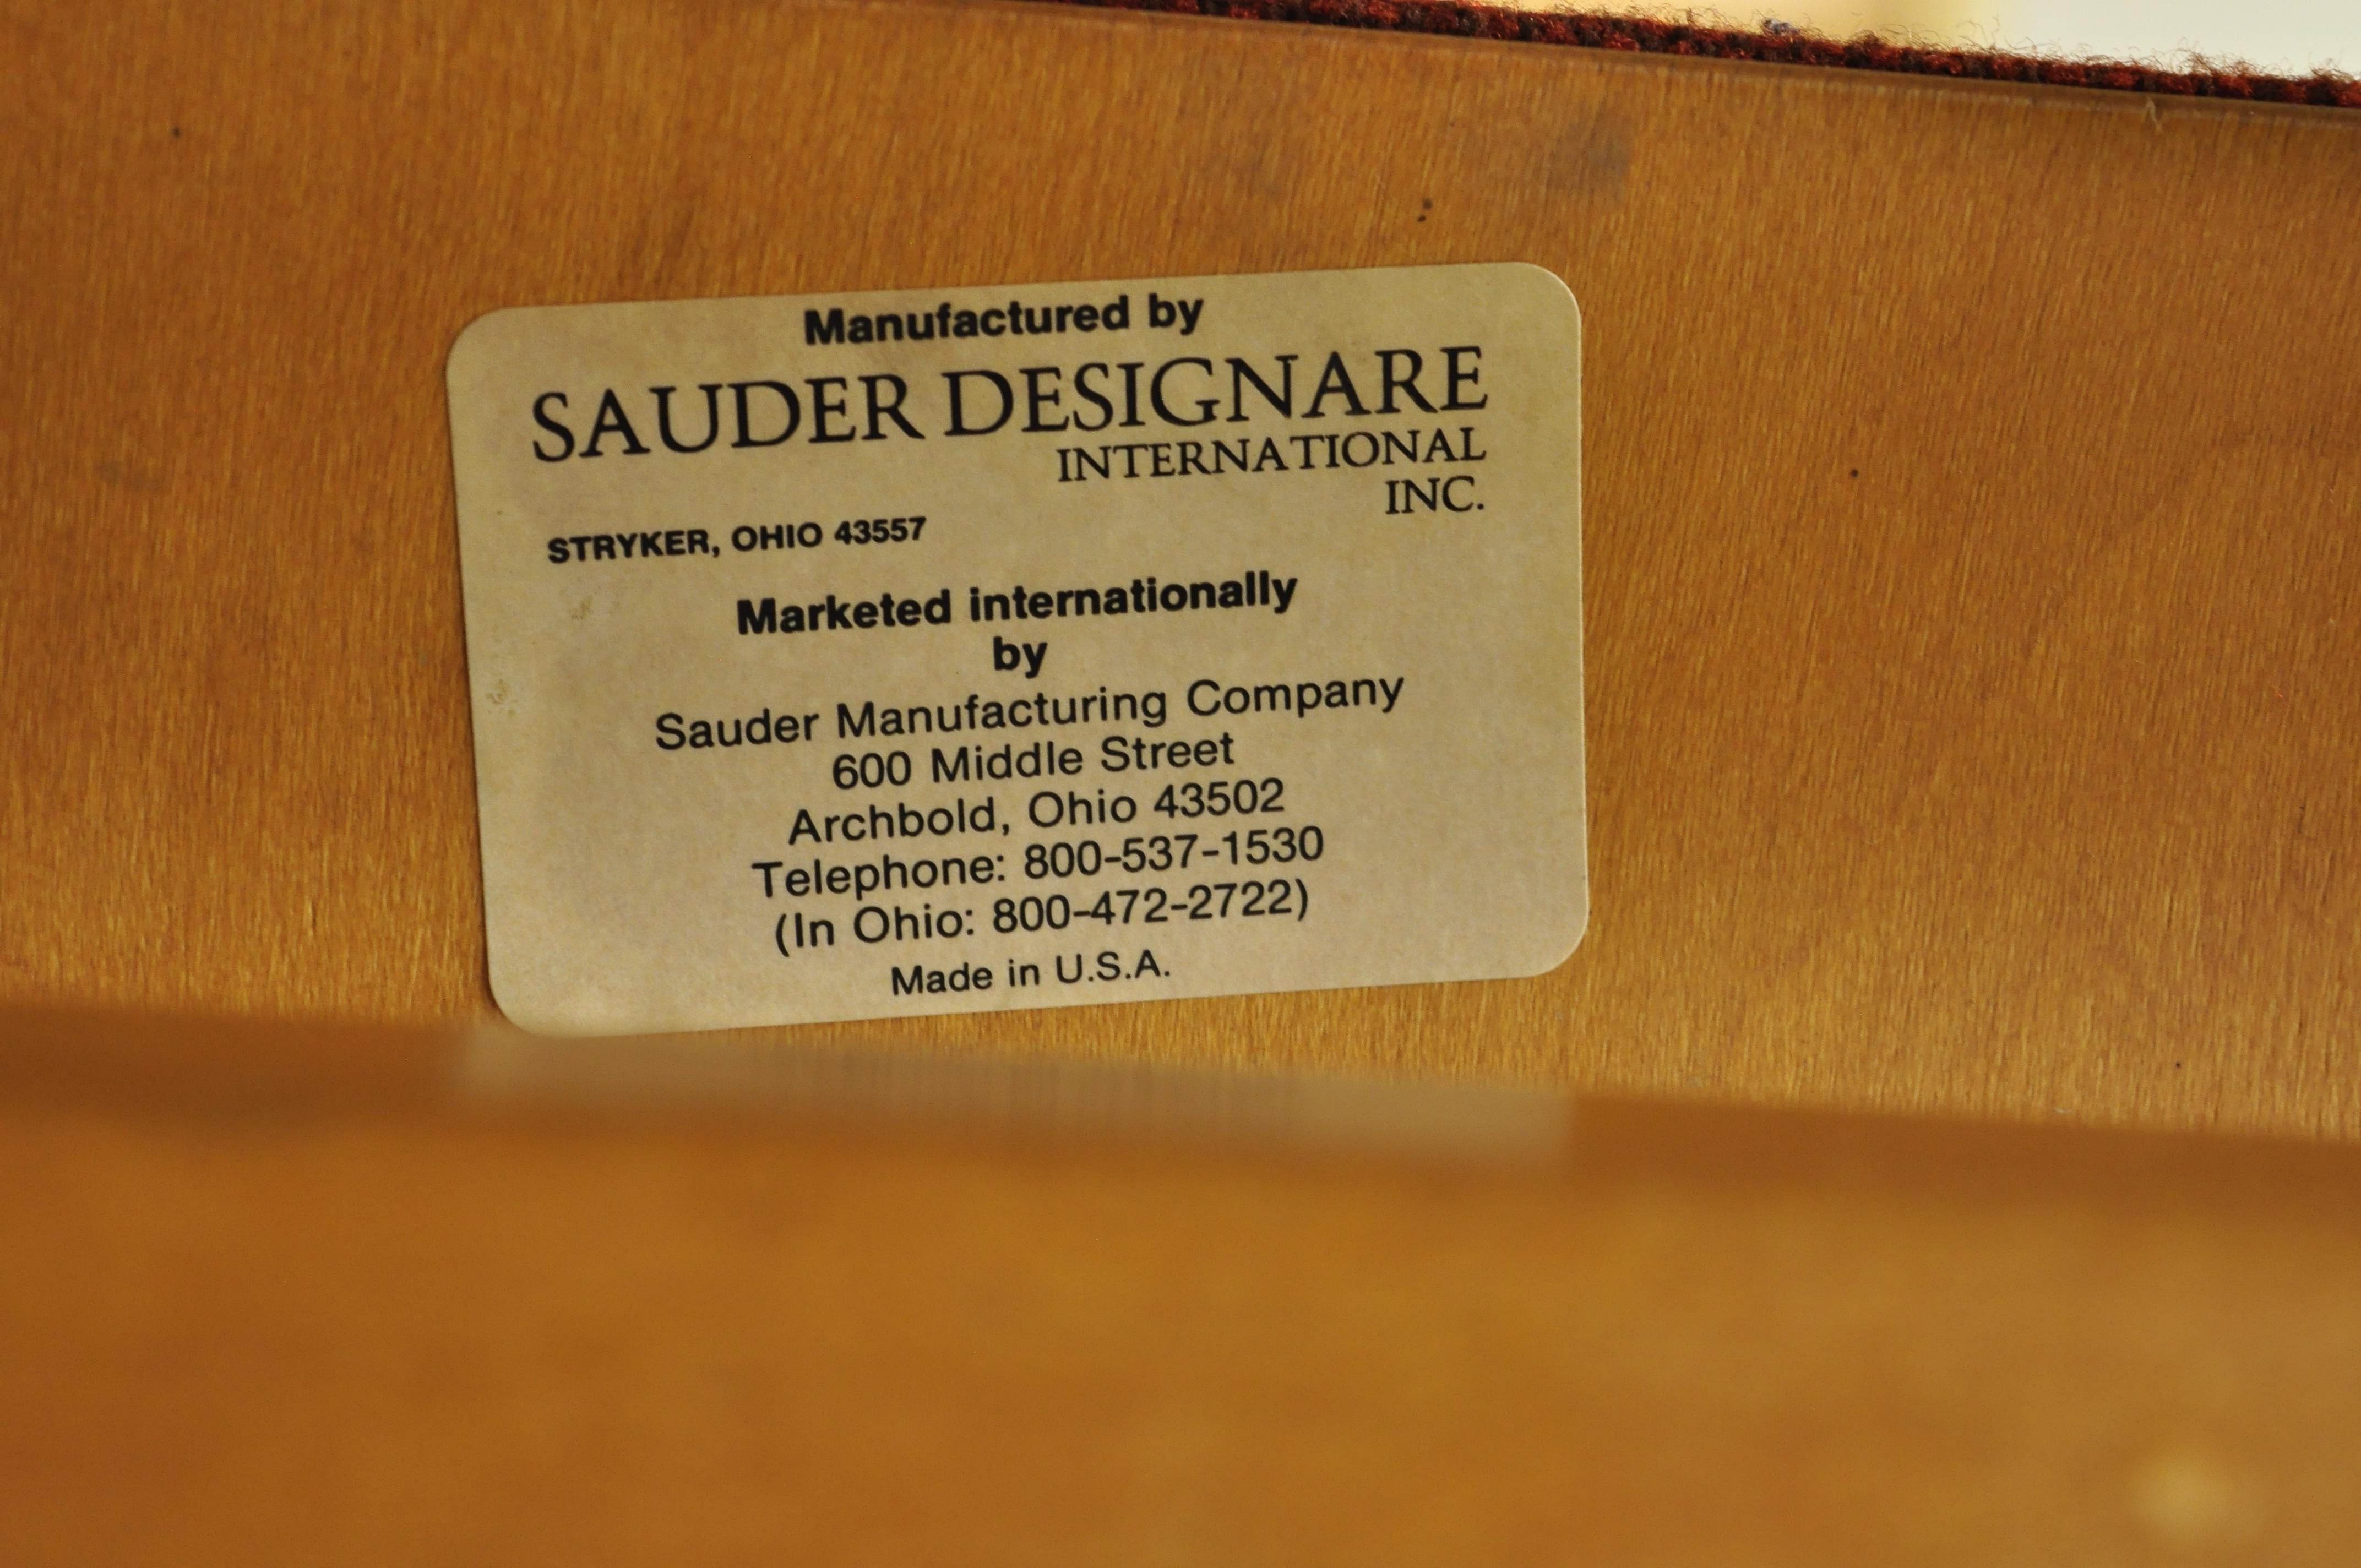 Manufactured by
SAUDER DESIGNARE
INTERNATIONAL
INC.
STRYKER, OHIO 43557
Marketed internationally
by
Sauder Manufacturing Company
600 Middle Street
Archbold, Ohio 43502
Telephone: 800-537-1530
(In Ohio: 800-472-2722)
Made in U.S.A.